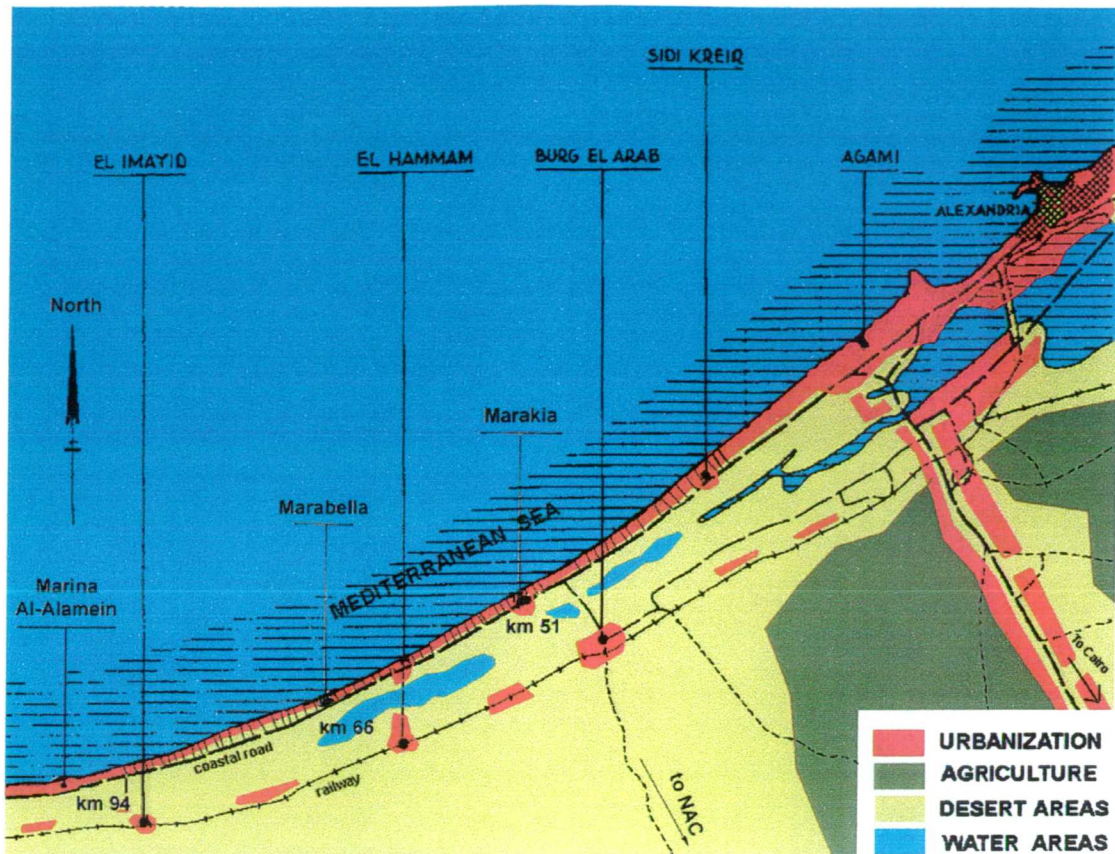 SIDI KREIR
EL IMAYID
EL HAMMAM
BURG EL ARAB
AGAMI
ALEXANDRIA
North
Marakia
Marabella
MEDITERRANEAN SEA
Marina
Al-Alamein
km 51
km 66
coastal road
km 94
railway
To Cairo
to NAC
URBANIZATION
AGRICULTURE
DESERT AREAS
WATER AREAS